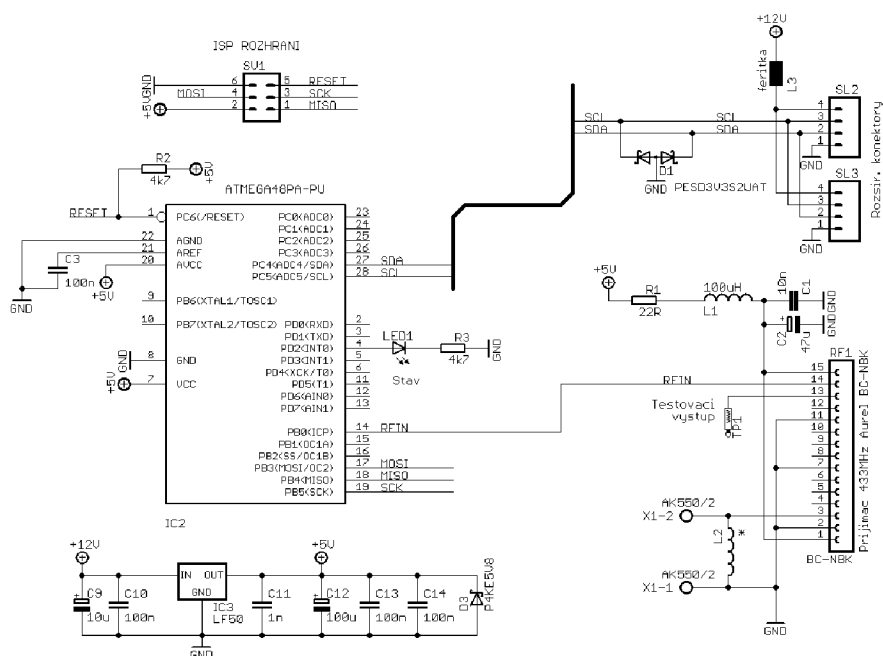 ISP ROZHRANI
SV1
GND 6 5 RESET
MOSI 4 3 SCK
+5V 2 1 MISO
+12V
feritka
L3
SL2
4
3
2
1
GND
SCL SCL
SDA SDA
D1
GND
PESD3V3S2UAT
SL3
4
3
2
1
GND
Rozsir. konektory
R2
4k7
+5V
ATMEGA48PA-PU
RESET 1 PC6(/RESET) PC0(ADC0) 23
PC1(ADC1) 24
22 AGND PC2(ADC2) 25
21 AREF PC3(ADC3) 26
20 AVCC PC4(ADC4/SDA) 27 SDA
PC5(ADC5/SCL) 28 SCL
C3
100n
+5V
GND
9 PB6(XTAL1/TOSC1)
10 PB7(XTAL2/TOSC2) PD0(RXD) 2
PD1(TXD) 3
PD2(INT0) 4
GND 8 GND PD3(INT1) 5
PD4(XCK/T0) 6
+5V 7 VCC PD5(T1) 11
PD6(AIN0) 12
PD7(AIN1) 13
PB0(ICP) 14 RFIN
PB1(OC1A) 15
PB2(SS/OC1B) 16
PB3(MOSI/OC2) 17 MOSI
PB4(MISO) 18 MISO
PB5(SCK) 19 SCK
IC2
LED1
Stav
R3
4k7
GND
+5V
R1
22R
100uH
L1
10n
C1
GND
C2
+
47u
GND
RF1
15
14
13
12
11
10
9
8
7
6
5
4
3
2
1
BC-NBK
Prijimac 433MHz Aurel BC-NBK
RFIN
Testovaci
vystup
TP1
AK550/2
X1-2
L2
*
AK550/2
X1-1
GND
+12V
+
C9
10u
C10
100n
IN OUT
GND
IC3
LF50
GND
C11
1n
+5V
+
C12
100u
C13
100n
C14
100n
D3
P4KE5V8